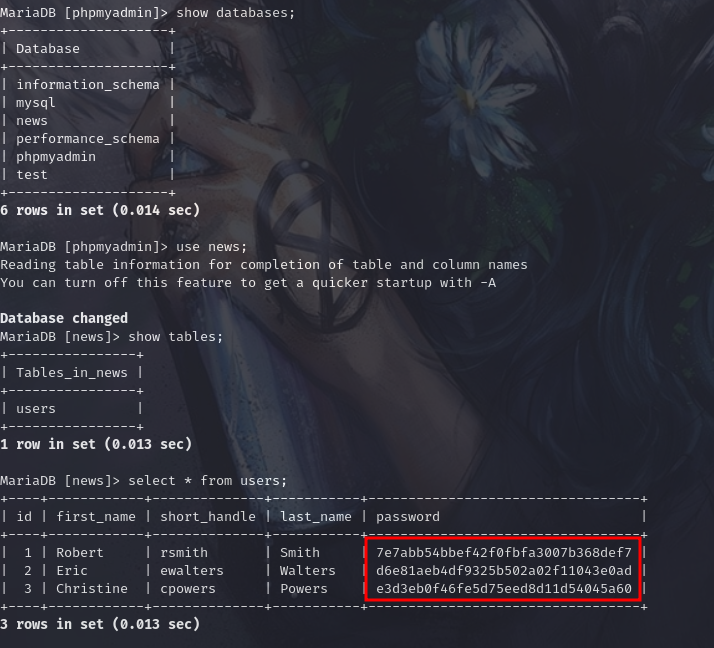 MariaDB [phpmyadmin]> show databases;
+--------------------+
| Database           |
+--------------------+
| information_schema |
| mysql              |
| news               |
| performance_schema |
| phpmyadmin         |
| test               |
+--------------------+
6 rows in set (0.014 sec)
MariaDB [phpmyadmin]> use news;
Reading table information for completion of table and column names
You can turn off this feature to get a quicker startup with -A
Database changed
MariaDB [news]> show tables;
+----------------+
| Tables_in_news |
+----------------+
| users          |
+----------------+
1 row in set (0.013 sec)
MariaDB [news]> select * from users;
+----+------------+--------------+-----------+----------------------------------+
| id | first_name | short_handle | last_name | password                         |
+----+------------+--------------+-----------+----------------------------------+
|  1 | Robert     | rsmith       | Smith     | 7e7abb54bbef42f0fbfa3007b368def7 |
|  2 | Eric       | ewalters     | Walters   | d6e81aeb4df9325b502a02f11043e0ad |
|  3 | Christine  | cpowers      | Powers    | e3d3eb0f46fe5d75eed8d11d54045a60 |
+----+------------+--------------+-----------+----------------------------------+
3 rows in set (0.013 sec)